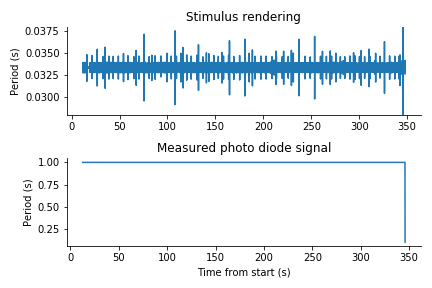 Stimulus rendering
0.0375
0.0350
0.0325
0.0300
Period (s)
0 50 100 150 200 250 300 350
Measured photo diode signal
1.00
0.75
0.50
0.25
Period (s)
0 50 100 150 200 250 300 350
Time from start (s)